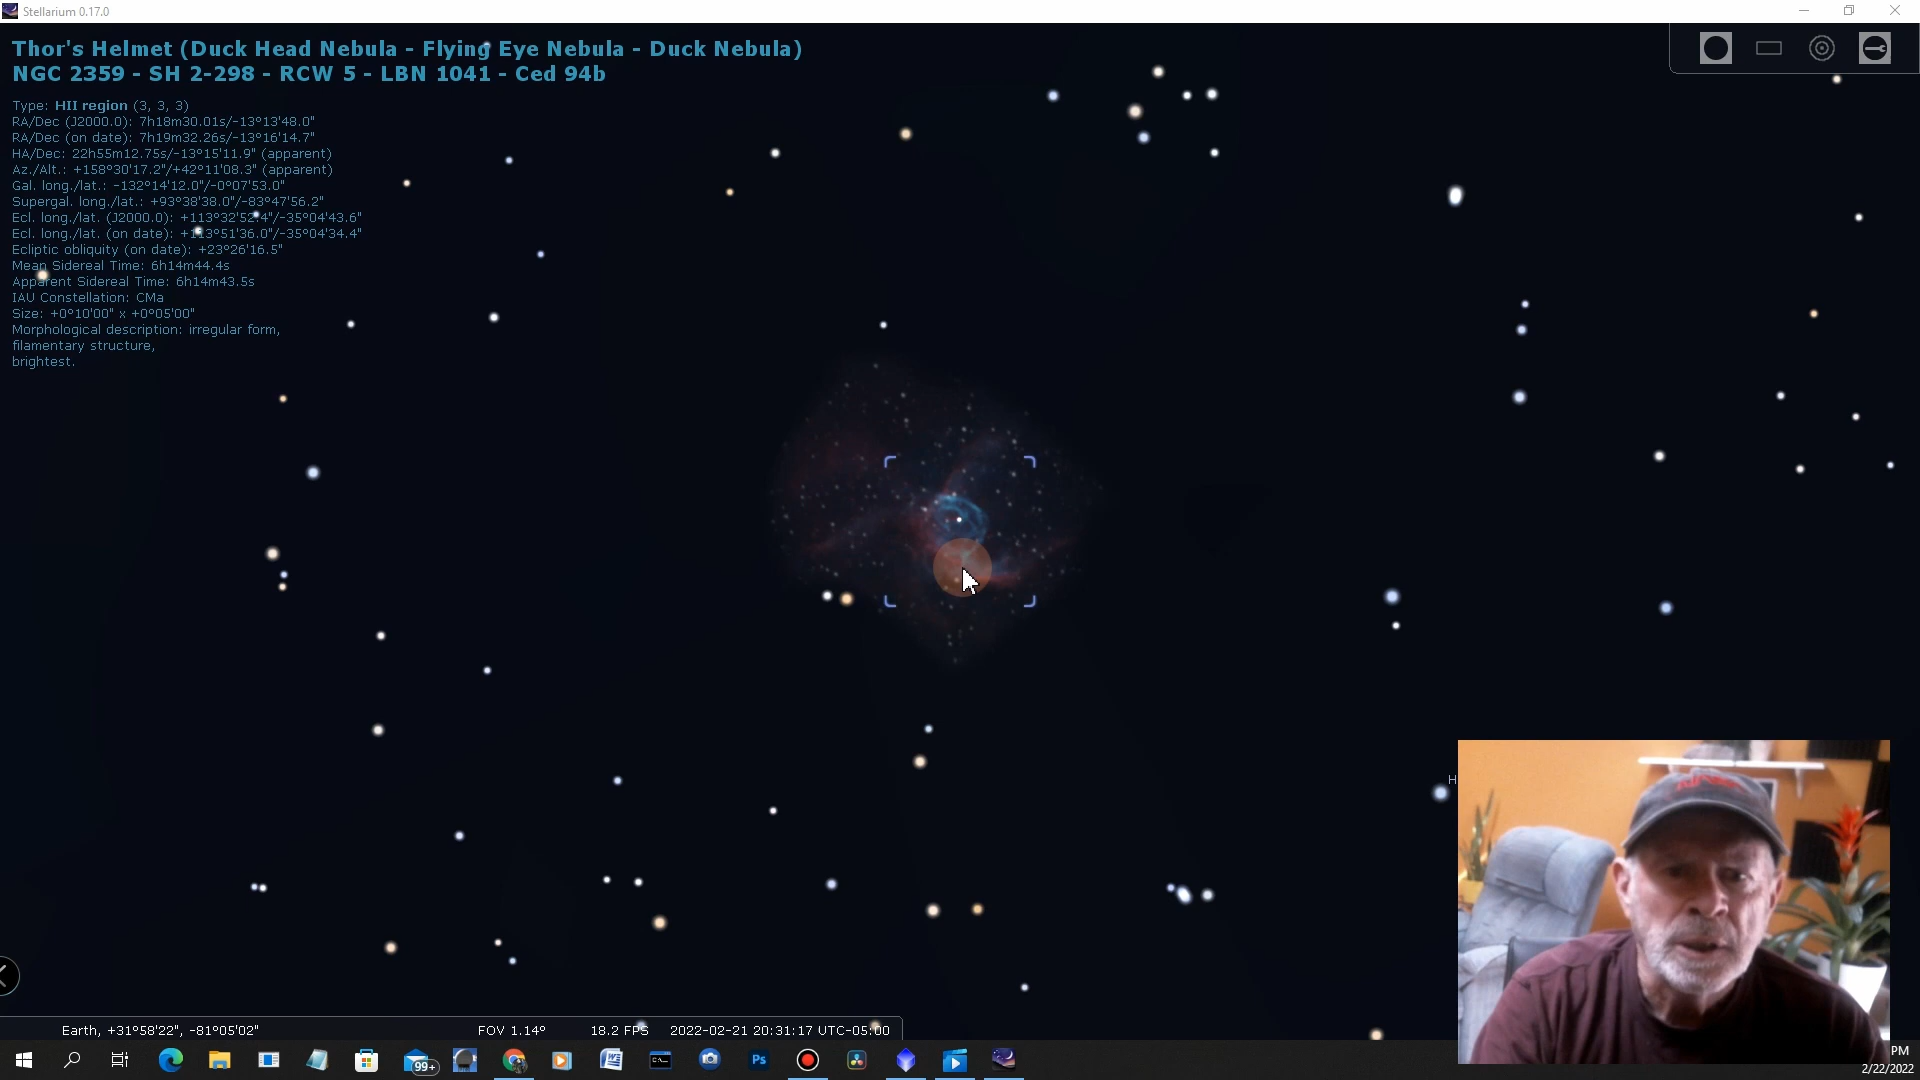 Stellarium 0.17.0
Thor's Helmet (Duck Head Nebula - Flying Eye Nebula - Duck Nebula)
NGC 2359 - SH 2-298 - RCW 5 - LBN 1041 - Ced 94b
Type: HII region (3, 3, 3)
RA/Dec (J2000.0): 7h18m30.01s/-13°13'48.0"
RA/Dec (on date): 7h19m32.26s/-13°16'14.7"
HA/Dec: 22h55m12.75s/-13°15'11.9" (apparent)
Az./Alt.: +158°30'17.2"/+42°11'08.3" (apparent)
Gal. long./lat.: -132°14'12.0"/-0°07'53.0"
Supergal. long./lat.: +93°38'38.0"/-83°47'56.2"
Ecl. long./lat. (J2000.0): +113°32'52.4"/-35°04'43.6"
Ecl. long./lat. (on date): +113°51'36.0"/-35°04'34.4"
Ecliptic obliquity (on date): +23°26'16.5"
Mean Sidereal Time: 6h14m44.4s
Apparent Sidereal Time: 6h14m43.5s
IAU Constellation: CMa
Size: +0°10'00" x +0°05'00"
Morphological description: irregular form,
filamentary structure,
brightest.
H
Earth, +31°58'22", -81°05'02" FOV 1.14° 18.2 FPS 2022-02-21 20:31:17 UTC-05:00
99+
Ps
PM
2/22/2022